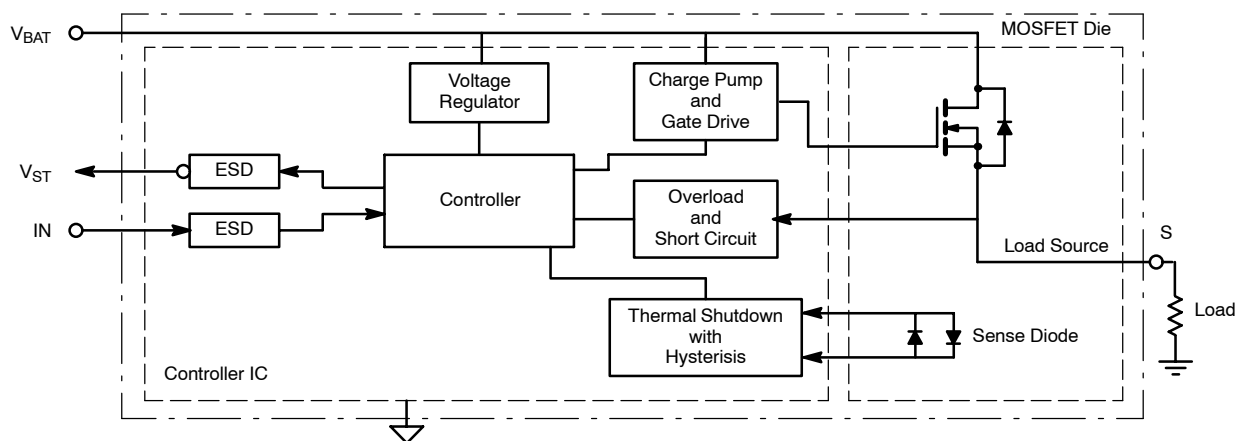 MOSFET Die
VBAT
Voltage
Regulator
Charge Pump
and
Gate Drive
VST
ESD
Controller
Overload
and
Short Circuit
IN
ESD
S
Load Source
Load
Thermal Shutdown
with
Hysterisis
Sense Diode
Controller IC